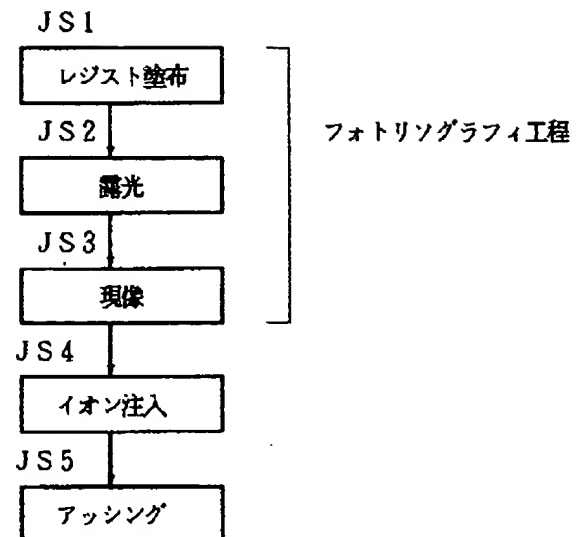 JS1
レジスト塗布
JS2
フォトリソグラフィ工程
露光
JS3
現像
JS4
イオン注入
JS5
アッシング